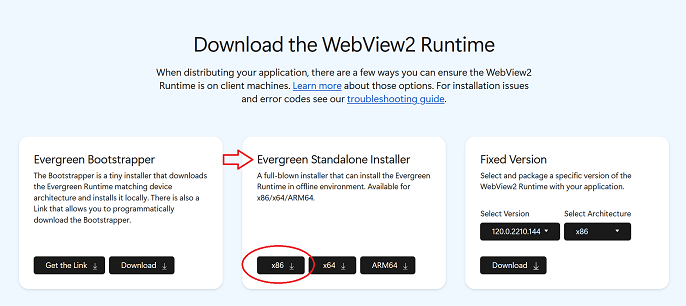 Download the WebView2 Runtime
When distributing your application, there are a few ways you can ensure the WebView2
Runtime is on client machines. Learn more about those options. For installation issues
and error codes see our troubleshooting guide.
Evergreen Bootstrapper
The Bootstrapper is a tiny installer that downloads
the Evergreen Runtime matching device
architecture and installs it locally. There is also a
Link that allows you to programmatically
download the Bootstrapper.
Get the Link
Download
Evergreen Standalone Installer
A full-blown installer that can install the Evergreen
Runtime in offline environment. Available for
x86/x64/ARM64.
x86
x64
ARM64
Fixed Version
Select and package a specific version of the
WebView2 Runtime with your application.
Select Version
Select Architecture
120.0.2210.144
x86
Download